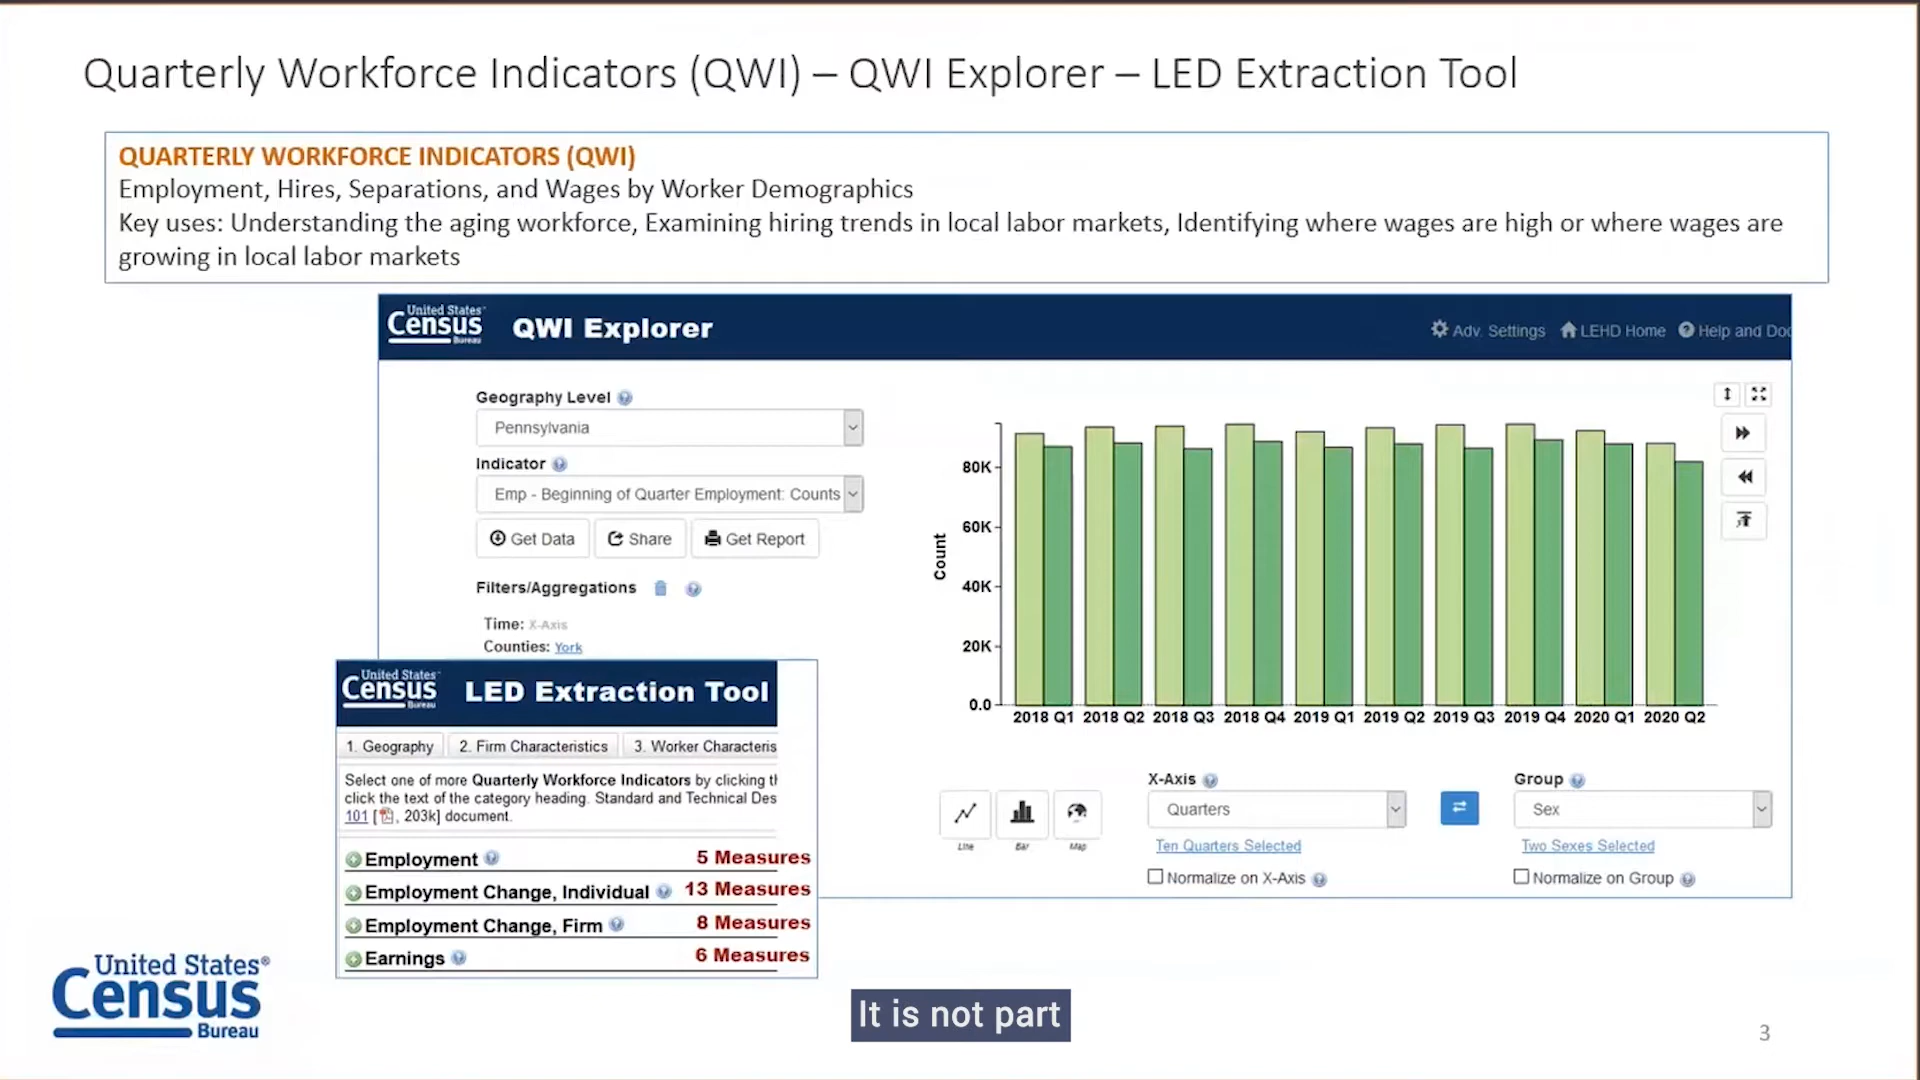 Quarterly Workforce Indicators (QWI) – QWI Explorer – LED Extraction Tool
QUARTERLY WORKFORCE INDICATORS (QWI)
Employment, Hires, Separations, and Wages by Worker Demographics
Key uses: Understanding the aging workforce, Examining hiring trends in local labor markets, Identifying where wages are high or where wages are
growing in local labor markets
United States
Census
Bureau
QWI Explorer
Adv. Settings LEHD Home Help and Doc
Geography Level
Pennsylvania
Indicator
Emp - Beginning of Quarter Employment: Counts
Get Data Share Get Report
Filters/Aggregations
Time: X-Axis
Counties: York
Count
80K
60K
40K
20K
0.0
2018 Q1 2018 Q2 2018 Q3 2018 Q4 2019 Q1 2019 Q2 2019 Q3 2019 Q4 2020 Q1 2020 Q2
Line Bar Map
X-Axis
Quarters
Ten Quarters Selected
Normalize on X-Axis
Group
Sex
Two Sexes Selected
Normalize on Group
United States
Census
Bureau
LED Extraction Tool
1. Geography 2. Firm Characteristics 3. Worker Characteris
Select one of more Quarterly Workforce Indicators by clicking th
click the text of the category heading. Standard and Technical Des
101 [ , 203k] document.
Employment 5 Measures
Employment Change, Individual 13 Measures
Employment Change, Firm 8 Measures
Earnings 6 Measures
United States®
Census
Bureau
It is not part
3